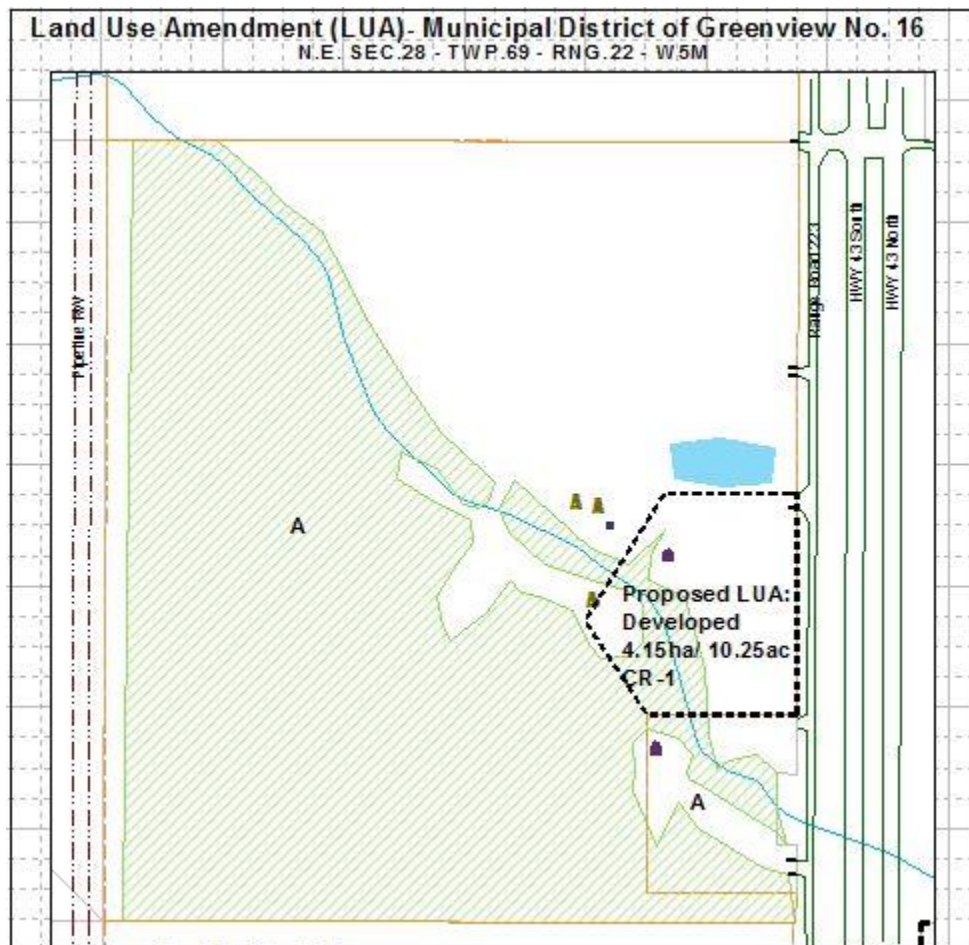 Land Use Amendment (LUA)- Municipal District of Greenview No. 16
N.E. SEC.28 - TWP.69 - RNG.22 - W5M
Pipeline RW
Range Road 223
HWY 43 South
HWY 43 North
A
Proposed LUA:
Developed
4.15ha/ 10.25ac
CR-1
A